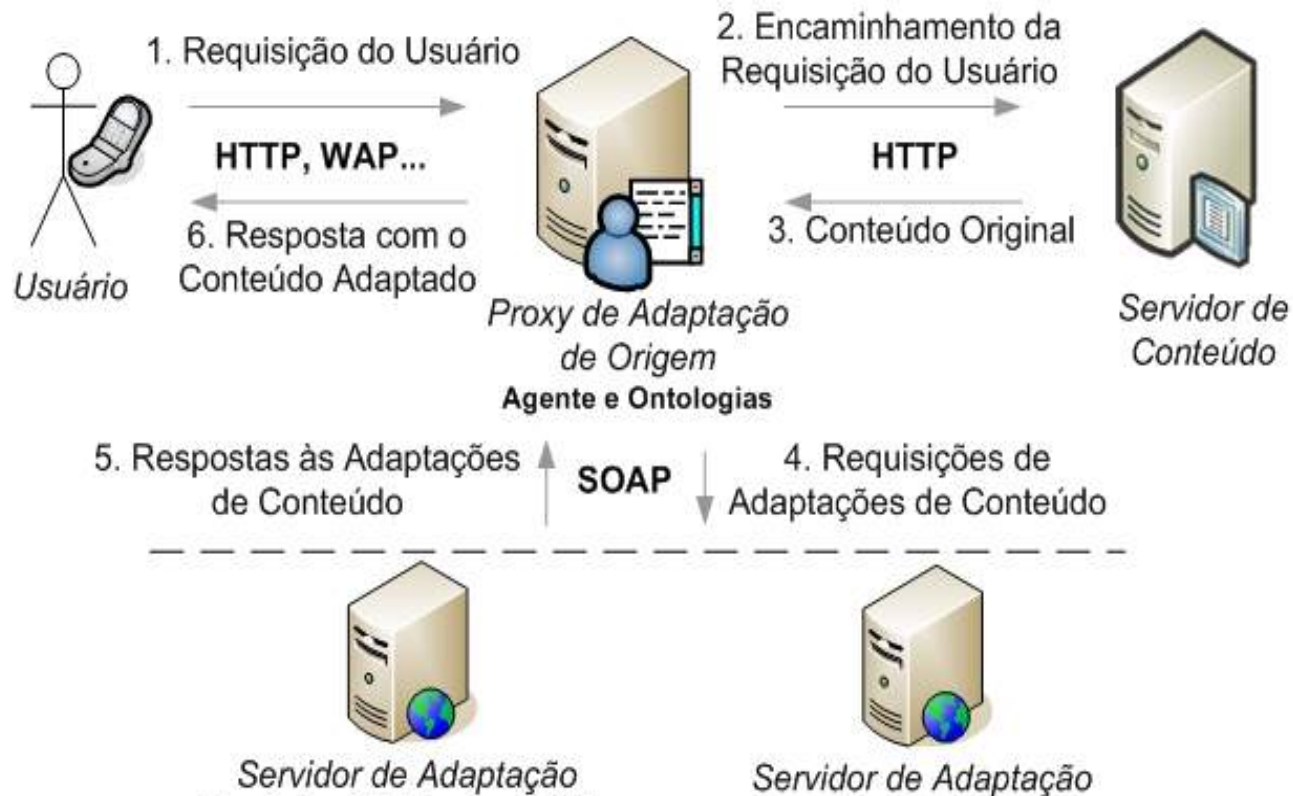 1. Requisição do Usuário
HTTP, WAP...
6. Resposta com o
Conteúdo Adaptado
Usuário
2. Encaminhamento da
Requisição do Usuário
HTTP
3. Conteúdo Original
Proxy de Adaptação
de Origem
Agente e Ontologias
Servidor de
Conteúdo
5. Respostas às Adaptações
de Conteúdo
SOAP
4. Requisições de
Adaptações de Conteúdo
Servidor de Adaptação
Servidor de Adaptação